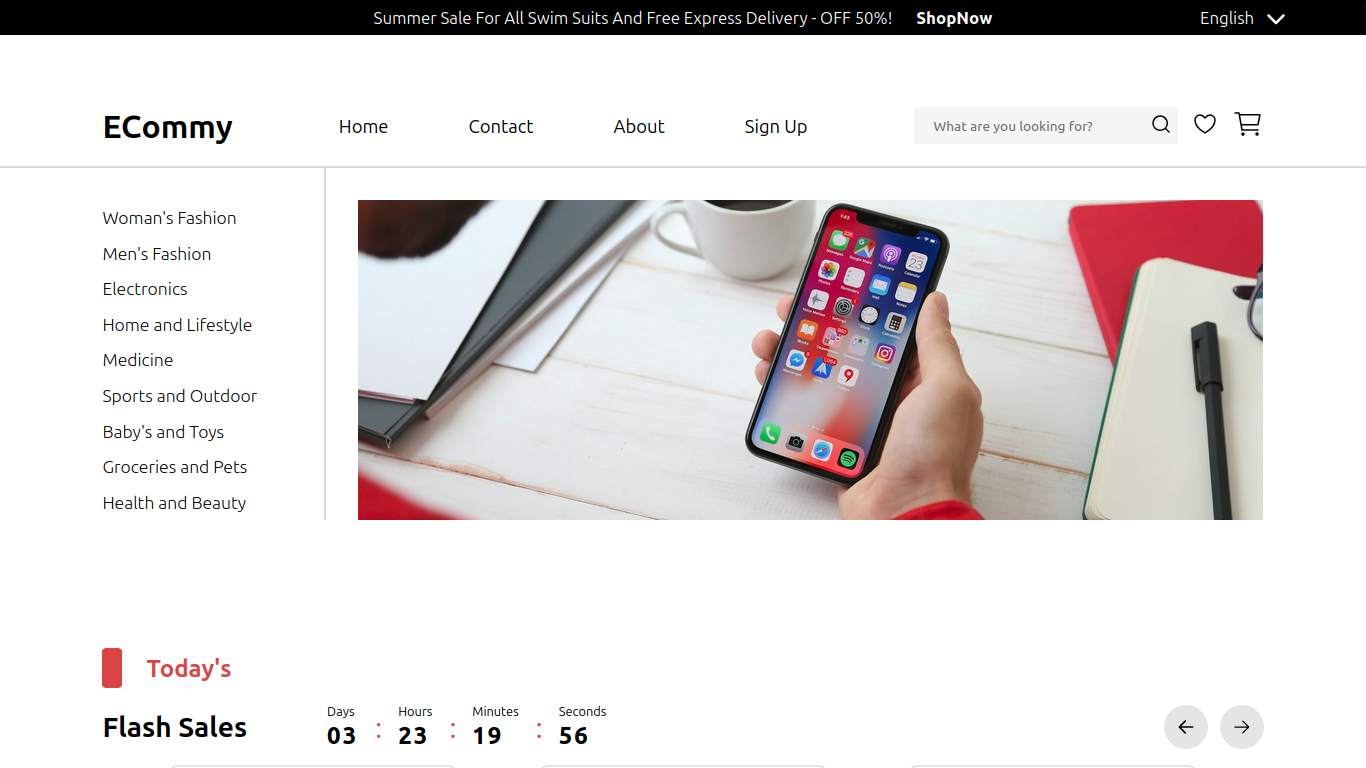 Summer Sale For All Swim Suits And Free Express Delivery - OFF 50%! ShopNow English
ECommy Home Contact About Sign Up What are you looking for?
Woman's Fashion
Men's Fashion
Electronics
Home and Lifestyle
Medicine
Sports and Outdoor
Baby's and Toys
Groceries and Pets
Health and Beauty
1:43
Today's
Flash Sales
Days Hours Minutes Seconds
03 : 23 : 19 : 56